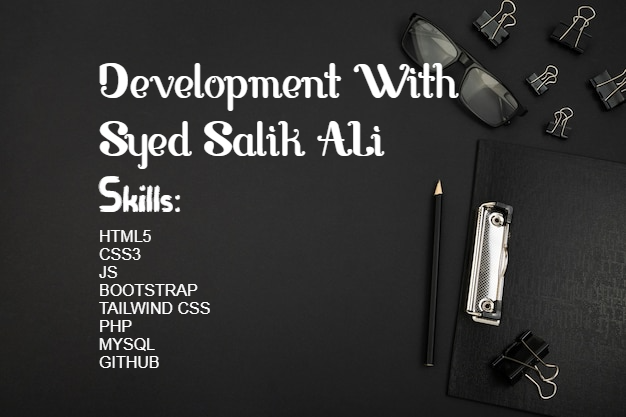 Development With
Syed Salik ALi
Skills:
HTML5
CSS3
JS
BOOTSTRAP
TAILWIND CSS
PHP
MYSQL
GITHUB